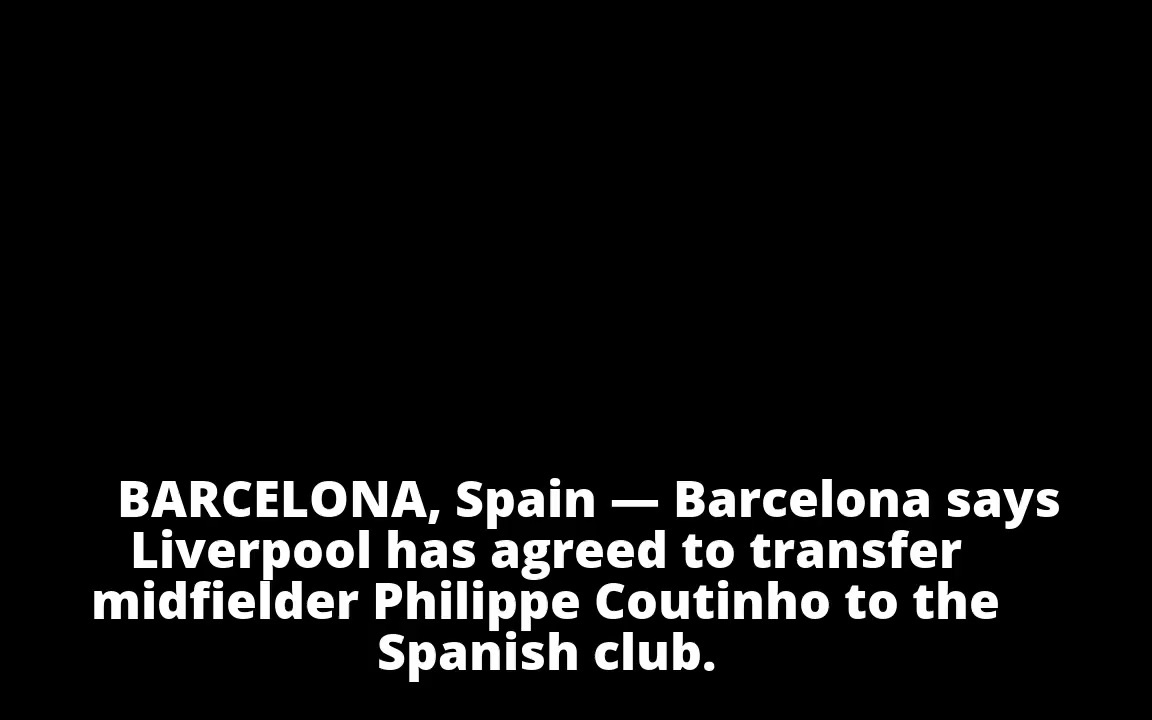 BARCELONA, Spain — Barcelona says
Liverpool has agreed to transfer
midfielder Philippe Coutinho to the
Spanish club.